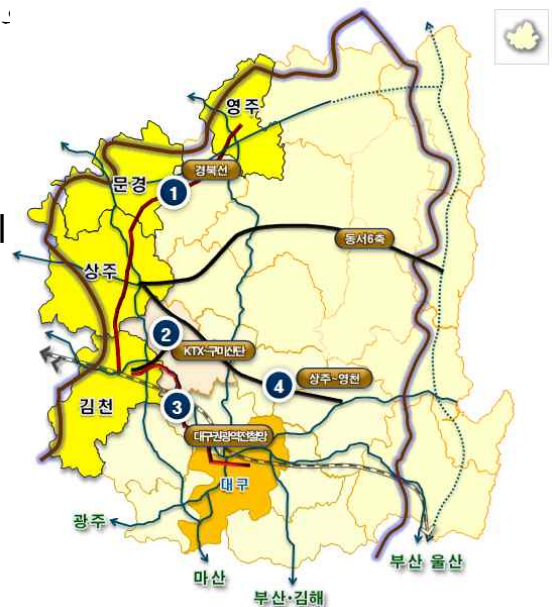 영주
경북선
문경
1
동서6축
상주
2
KTX~구미산단
4
상주~영천
김천
3
대구권광역전철망
대구
광주
마산
부산·김해
부산 울산